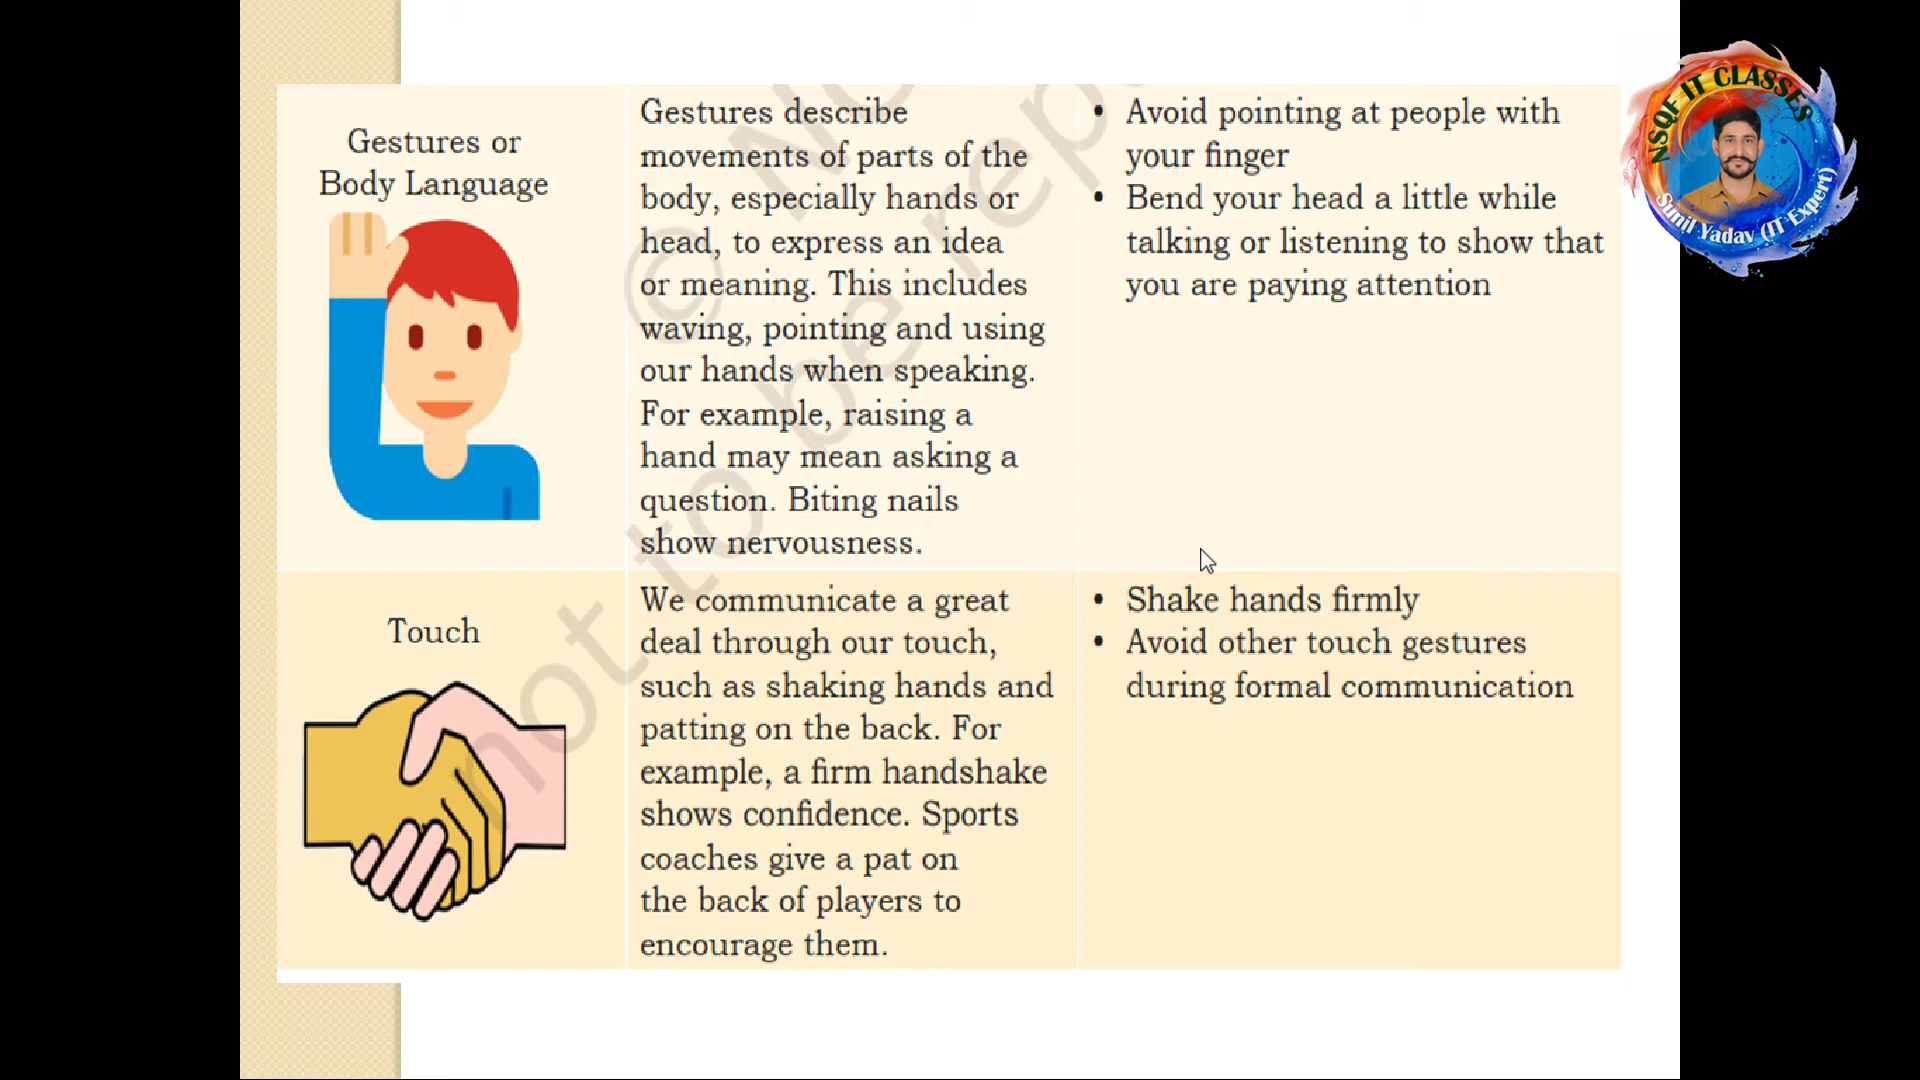 Gestures or
Body Language
Gestures describe
movements of parts of the
body, especially hands or
head, to express an idea
or meaning. This includes
waving, pointing and using
our hands when speaking.
For example, raising a
hand may mean asking a
question. Biting nails
show nervousness.
• Avoid pointing at people with
your finger
• Bend your head a little while
talking or listening to show that
you are paying attention
Touch
We communicate a great
deal through our touch,
such as shaking hands and
patting on the back. For
example, a firm handshake
shows confidence. Sports
coaches give a pat on
the back of players to
encourage them.
• Shake hands firmly
• Avoid other touch gestures
during formal communication
NSQF IT CLASSES
Sunil Yadav (IT Expert)
©
not to be